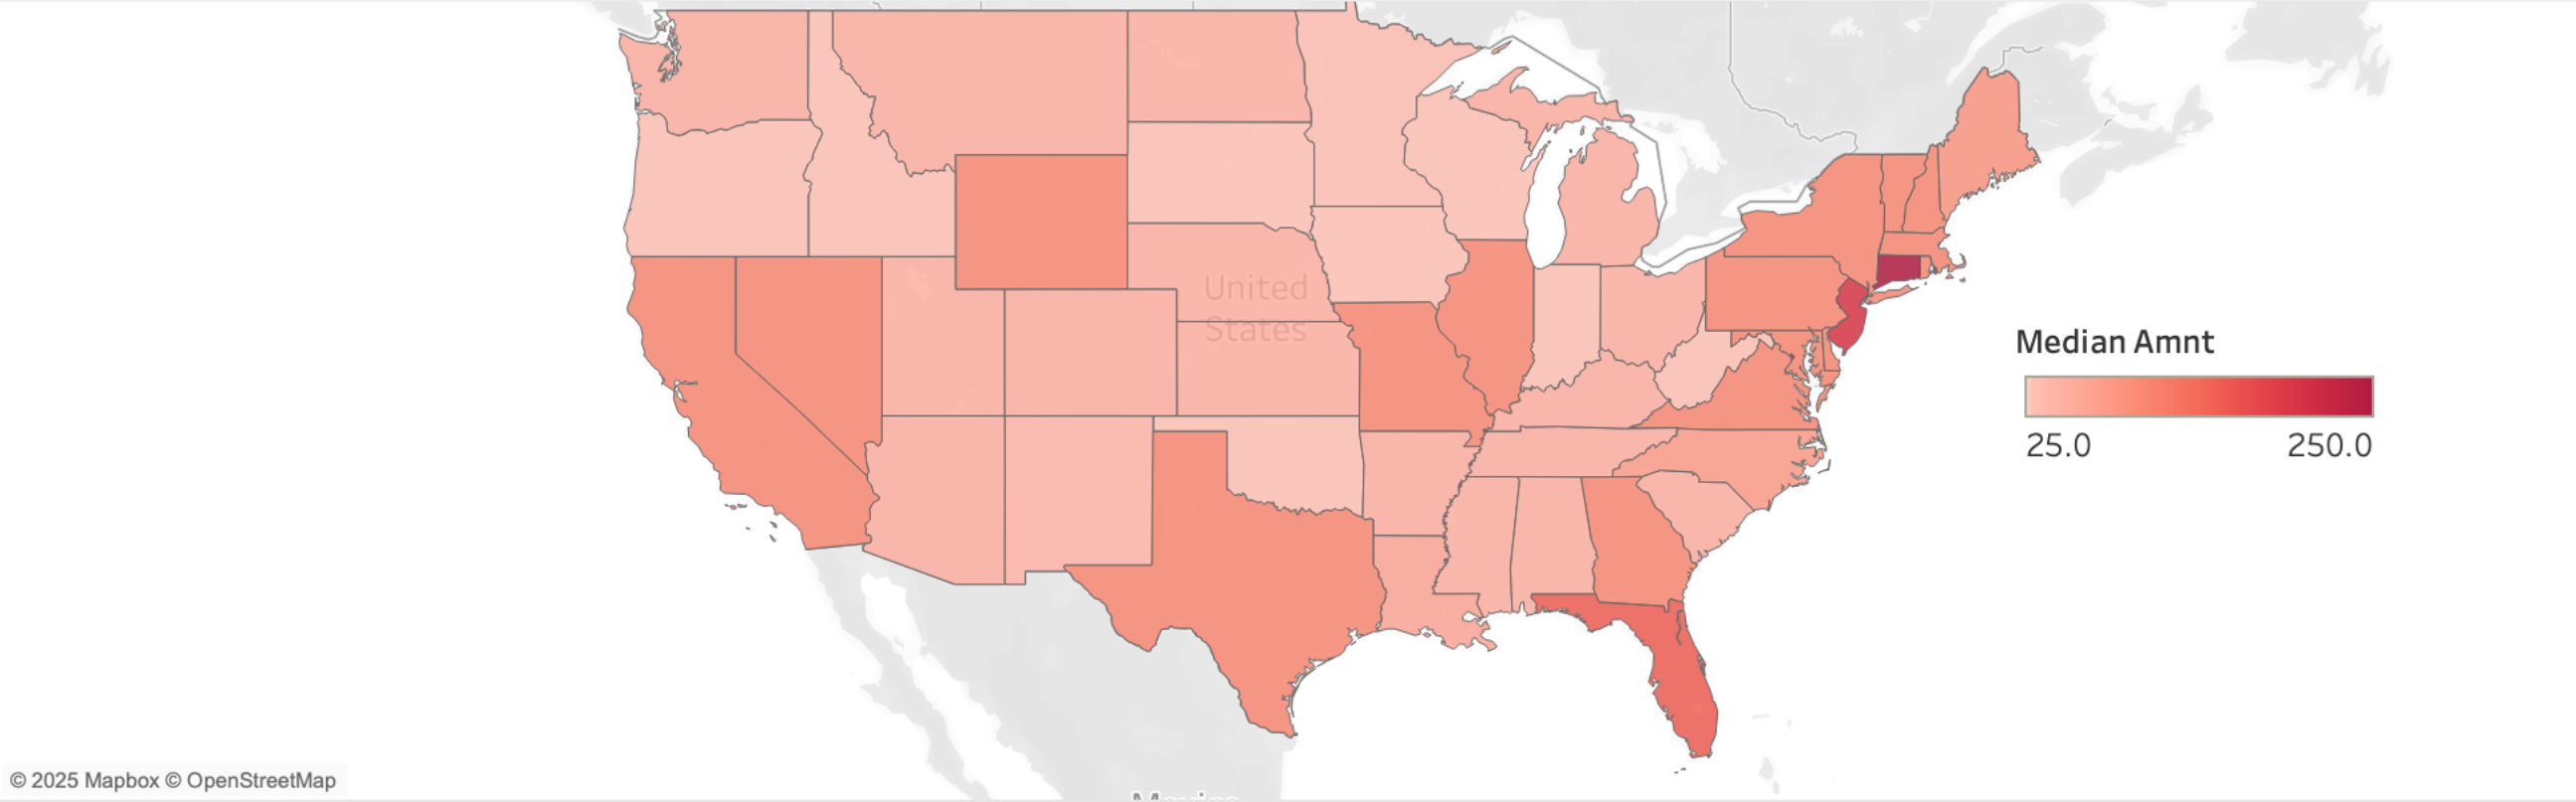 United
States
Median Amnt
25.0 250.0
© 2025 Mapbox © OpenStreetMap